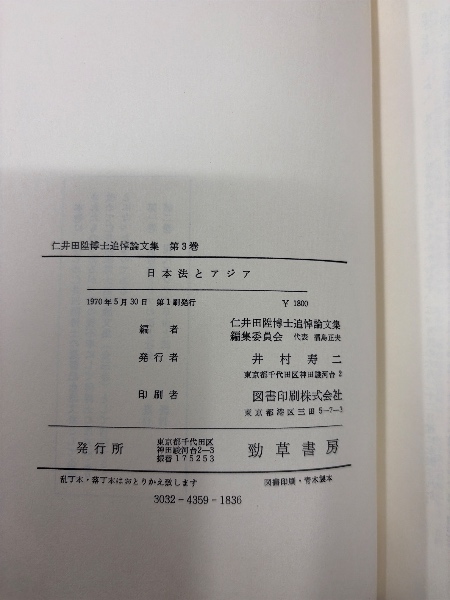 仁井田陞博士追悼論文集 第3巻
日本法とアジア
1970年5月30日 第1刷発行 ¥ 1800
編者 仁井田陞博士追悼論文集
編集委員会 代表 福島正夫
発行者 井村寿二
東京都千代田区神田駿河台2
印刷者 図書印刷株式会社
東京都港区三田5-7-3
発行所 東京都千代田区
神田駿河台2-3
振替175253
勁草書房
乱丁本・落丁本はおとりかえ致します 図書印刷・青木製本
3032-4359-1836